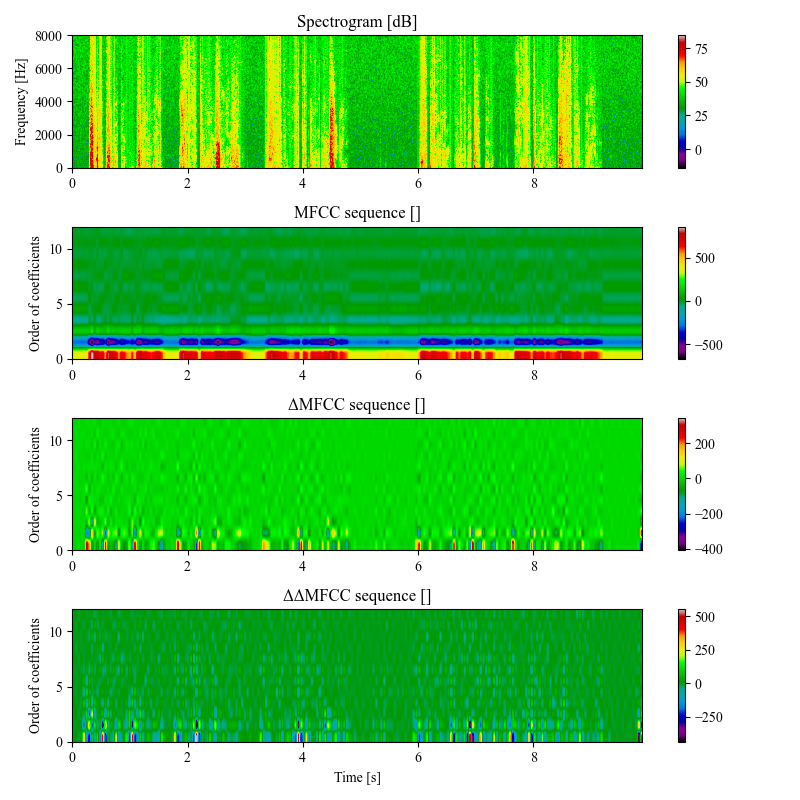 Spectrogram [dB]
Frequency [Hz]
8000
6000
4000
2000
0
0 2 4 6 8
75
50
25
0
MFCC sequence []
Order of coefficients
10
5
0
0 2 4 6 8
500
0
−500
ΔMFCC sequence []
Order of coefficients
10
5
0
0 2 4 6 8
200
0
−200
−400
ΔΔMFCC sequence []
Order of coefficients
10
5
0
0 2 4 6 8
Time [s]
500
250
0
−250